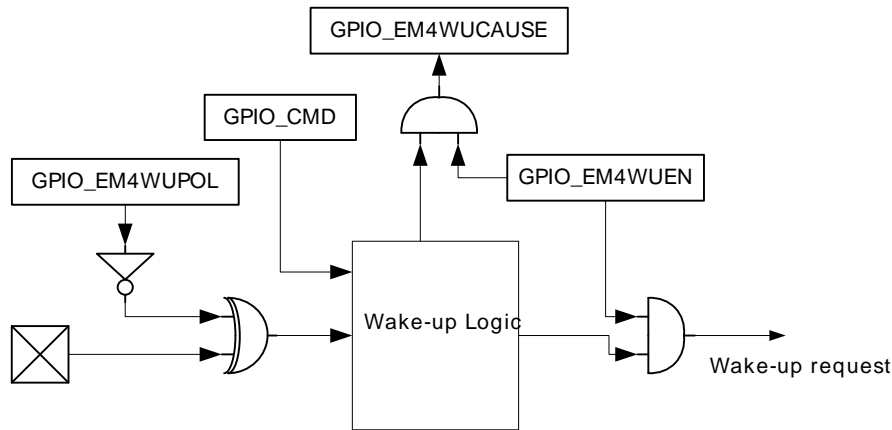 GPIO_EM4WUCAUSE
GPIO_CMD
GPIO_EM4WUPOL
GPIO_EM4WUEN
Wake-up Logic
Wake-up request